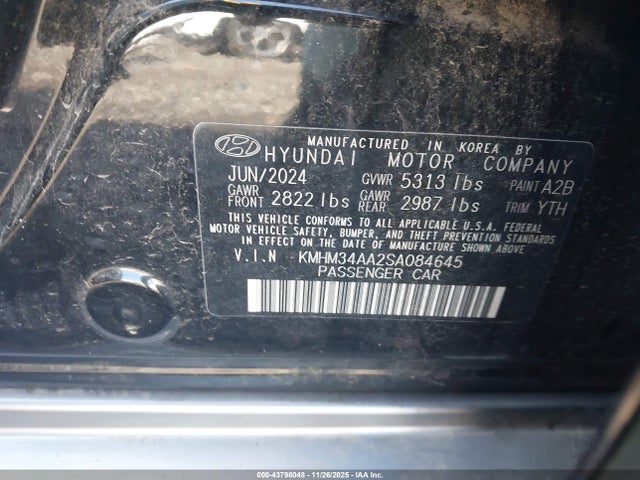 MANUFACTURED IN KOREA BY
HYUNDAI MOTOR COMPANY
JUN/2024 GVWR 5313 lbs PAINT A2B
GAWR FRONT 2822 lbs GAWR REAR 2987 lbs TRIM YTH
THIS VEHICLE CONFORMS TO ALL APPLICABLE U.S.A. FEDERAL
MOTOR VEHICLE SAFETY, BUMPER, AND THEFT PREVENTION STANDARDS
IN EFFECT ON THE DATE OF MANUFACTURE SHOWN ABOVE.
V.I.N KMHM34AA2SA084645
PASSENGER CAR
000-43798048 | 11/26/2025 - IAA Inc.